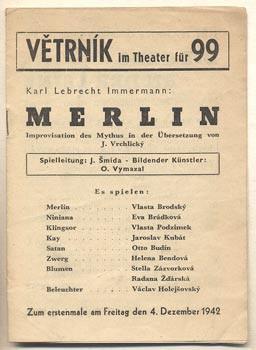 VĚTRNÍK Im Theater für 99
Karl Lebrecht Immermann:
MERLIN
Improvisation des Mythus in der Übersetzung von
J. Vrchlický
Spielleitung: J. Šmída - Bildender Künstler:
O. Vymazal
Es spielen:
Merlin . . . . . Vlasta Brodský
Niniana . . . . . Eva Brádková
Klingsor . . . . . Vlasta Podzimek
Kay . . . . . Jaroslav Kubát
Satan . . . . . Otto Budín
Zwerg . . . . . Helena Bendová
Blumen . . . . . Stella Zázvorková
Radana Žďárská
Beleuchter . . . . . Václav Holejšovský
Zum erstenmale am Freitag den 4. Dezember 1942